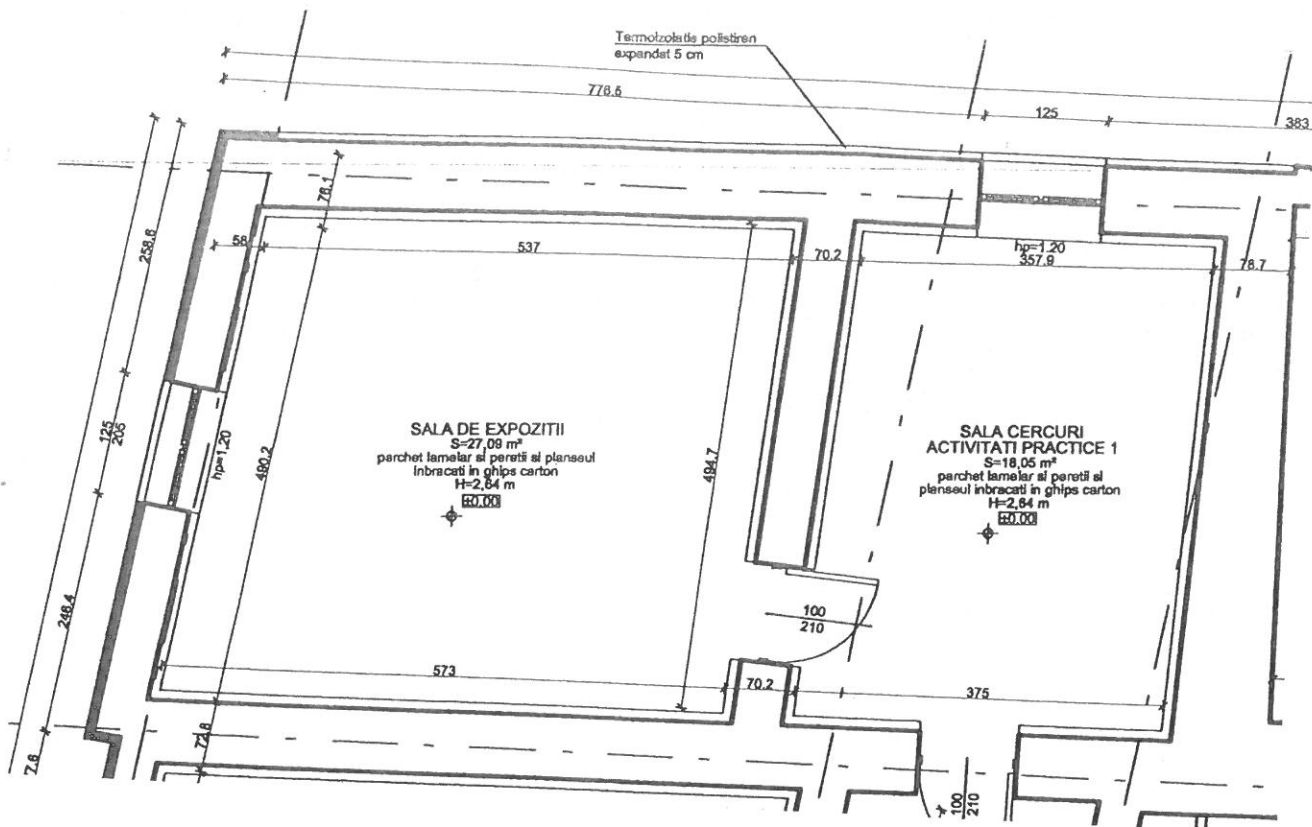 Termoizolatie polistiren
expandat 5 cm
776.5
125
383
76.1
258.6
58
537
70.2
hp=1.20
357.9
78.7
SALA DE EXPOZITII
S=27,09 m²
parchet lamelar si peretii si planseul
inbracati in ghips carton
H=2,64 m
±0.00
SALA CERCURI
ACTIVITATI PRACTICE 1
S=18,05 m²
parchet lamelar si peretii si
planseul inbracati in ghips carton
H=2,64 m
±0.00
125
205
hp=1.20
490.2
494.7
246.4
100
210
573
70.2
375
72.8
7.6
100
210